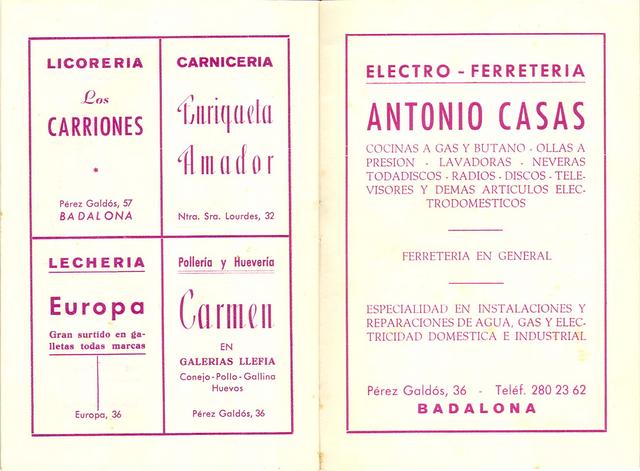 LICORERIA
Los
CARRIONES
*
Pérez Galdós, 57
BADALONA
CARNICERIA
Enriqueta
Amador
Ntra. Sra. Lourdes, 32
LECHERIA
Europa
Gran surtido en ga-
lletas todas marcas
Europa, 36
Pollería y Huevería
Carmen
EN
GALERIAS LLEFIA
Conejo - Pollo - Gallina
Huevos
Pérez Galdós, 36
ELECTRO - FERRETERIA
ANTONIO CASAS
COCINAS A GAS Y BUTANO - OLLAS A
PRESION - LAVADORAS - NEVERAS
TODADISCOS - RADIOS - DISCOS - TELE-
VISORES Y DEMAS ARTICULOS ELEC-
TRODOMESTICOS
FERRETERIA EN GENERAL
ESPECIALIDAD EN INSTALACIONES Y
REPARACIONES DE AGUA, GAS Y ELEC-
TRICIDAD DOMESTICA E INDUSTRIAL
Pérez Galdós, 36 - Teléf. 280 23 62
BADALONA